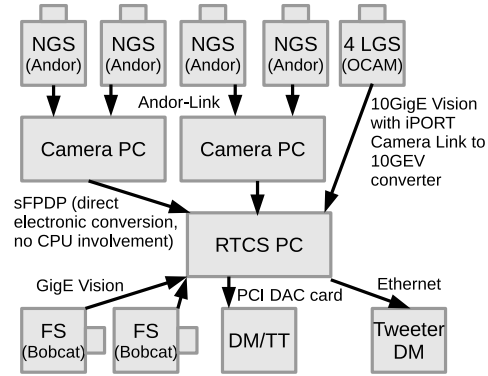 NGS
(Andor)
NGS
(Andor)
NGS
(Andor)
NGS
(Andor)
4 LGS
(OCAM)
Andor-Link
10GigE Vision
with iPORT
Camera Link to
10GEV
converter
Camera PC
Camera PC
sFPDP (direct
electronic conversion,
no CPU involvement)
RTCS PC
GigE Vision
PCI DAC card
Ethernet
FS
(Bobcat)
FS
(Bobcat)
DM/TT
Tweeter
DM